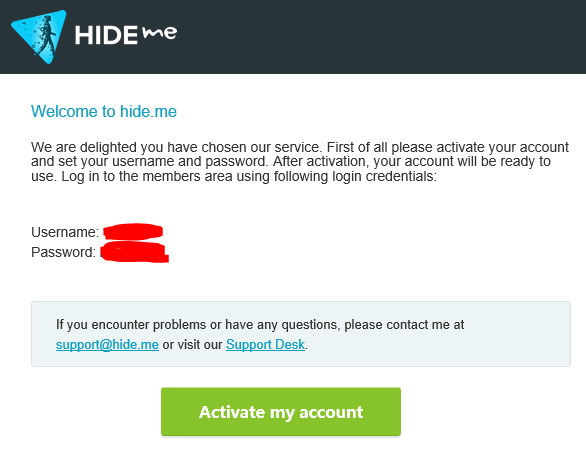 HIDE me
Welcome to hide.me
We are delighted you have chosen our service. First of all please activate your account
and set your username and password. After activation, your account will be ready to
use. Log in to the members area using following login credentials:
Username:
Password:
If you encounter problems or have any questions, please contact me at
support@hide.me or visit our Support Desk.
Activate my account